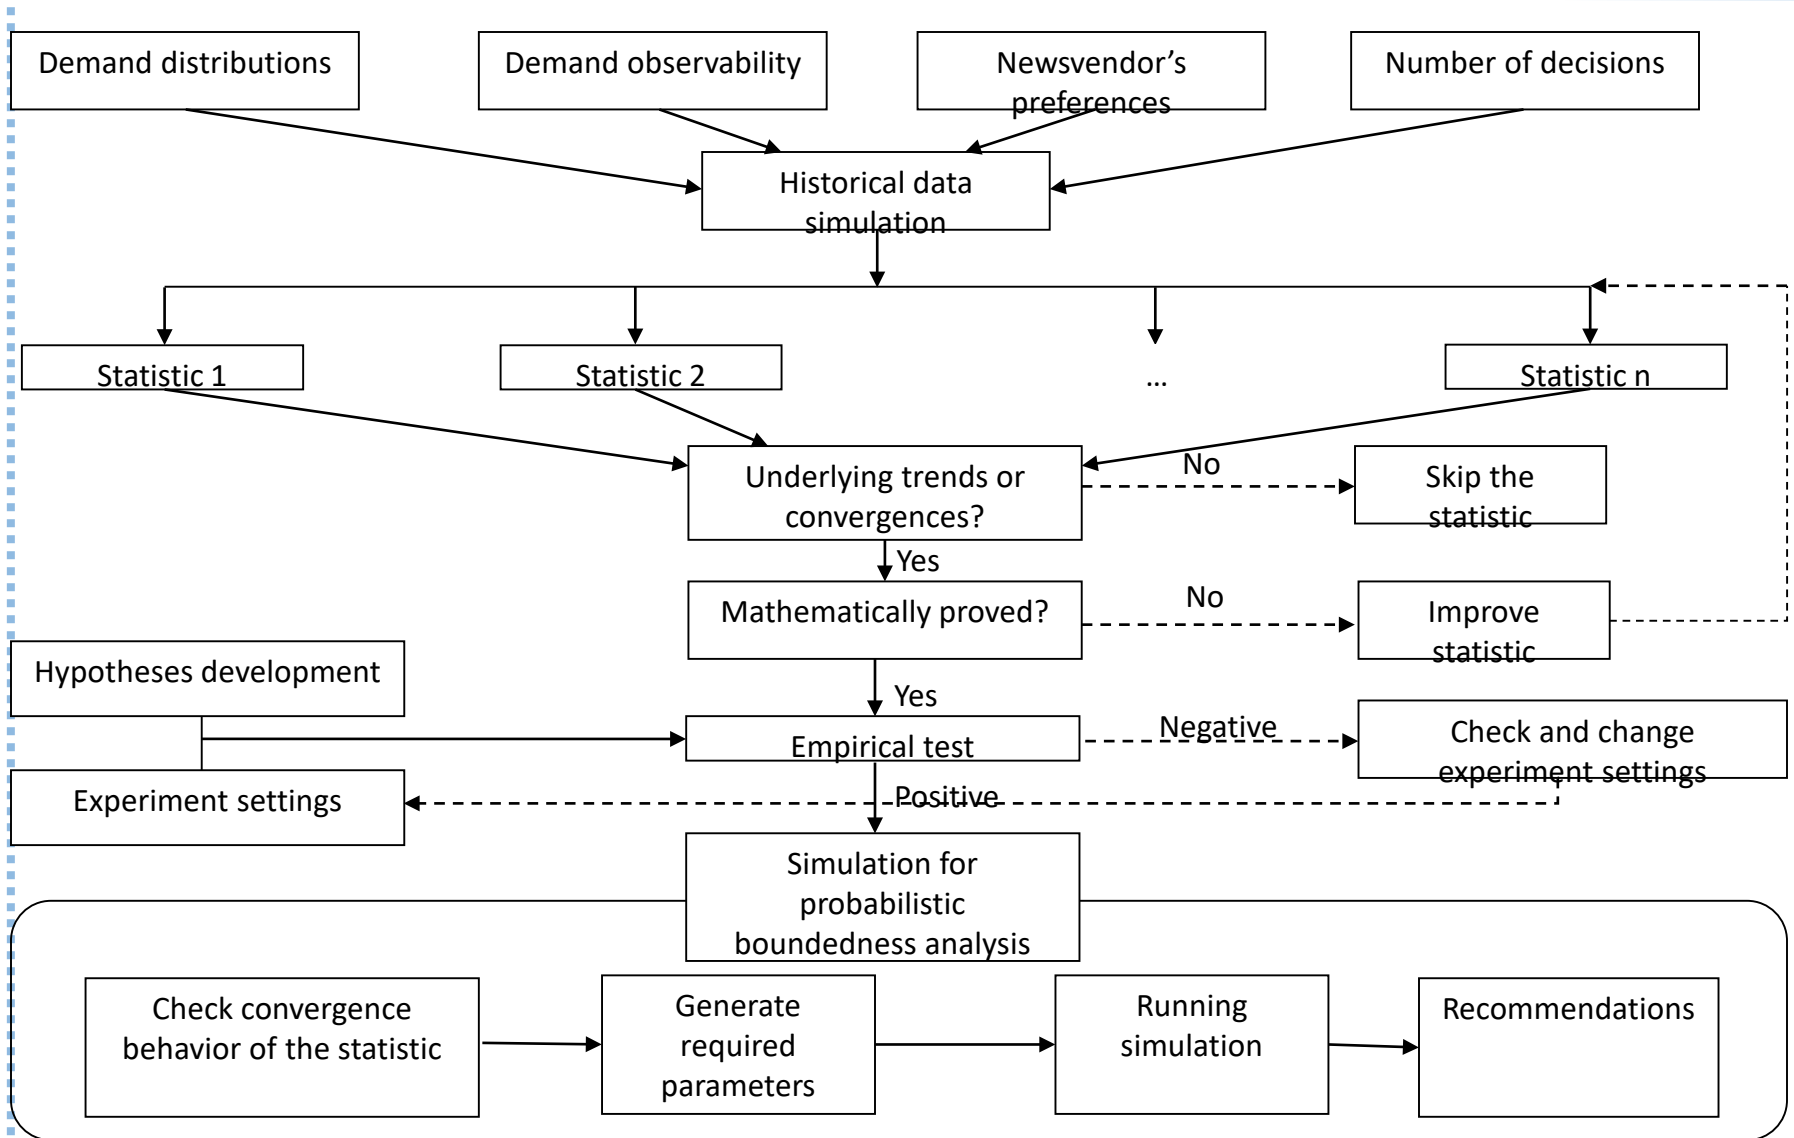 Demand distributions
Demand observability
Newsvendor's
preferences
Number of decisions
Historical data
simulation
Statistic 1
Statistic 2
...
Statistic n
Underlying trends or
convergences?
No
Skip the
statistic
Yes
Mathematically proved?
No
Improve
statistic
Hypotheses development
Yes
Empirical test
Negative
Check and change
experiment settings
Experiment settings
Positive
Simulation for
probabilistic
boundedness analysis
Check convergence
behavior of the statistic
Generate
required
parameters
Running
simulation
Recommendations